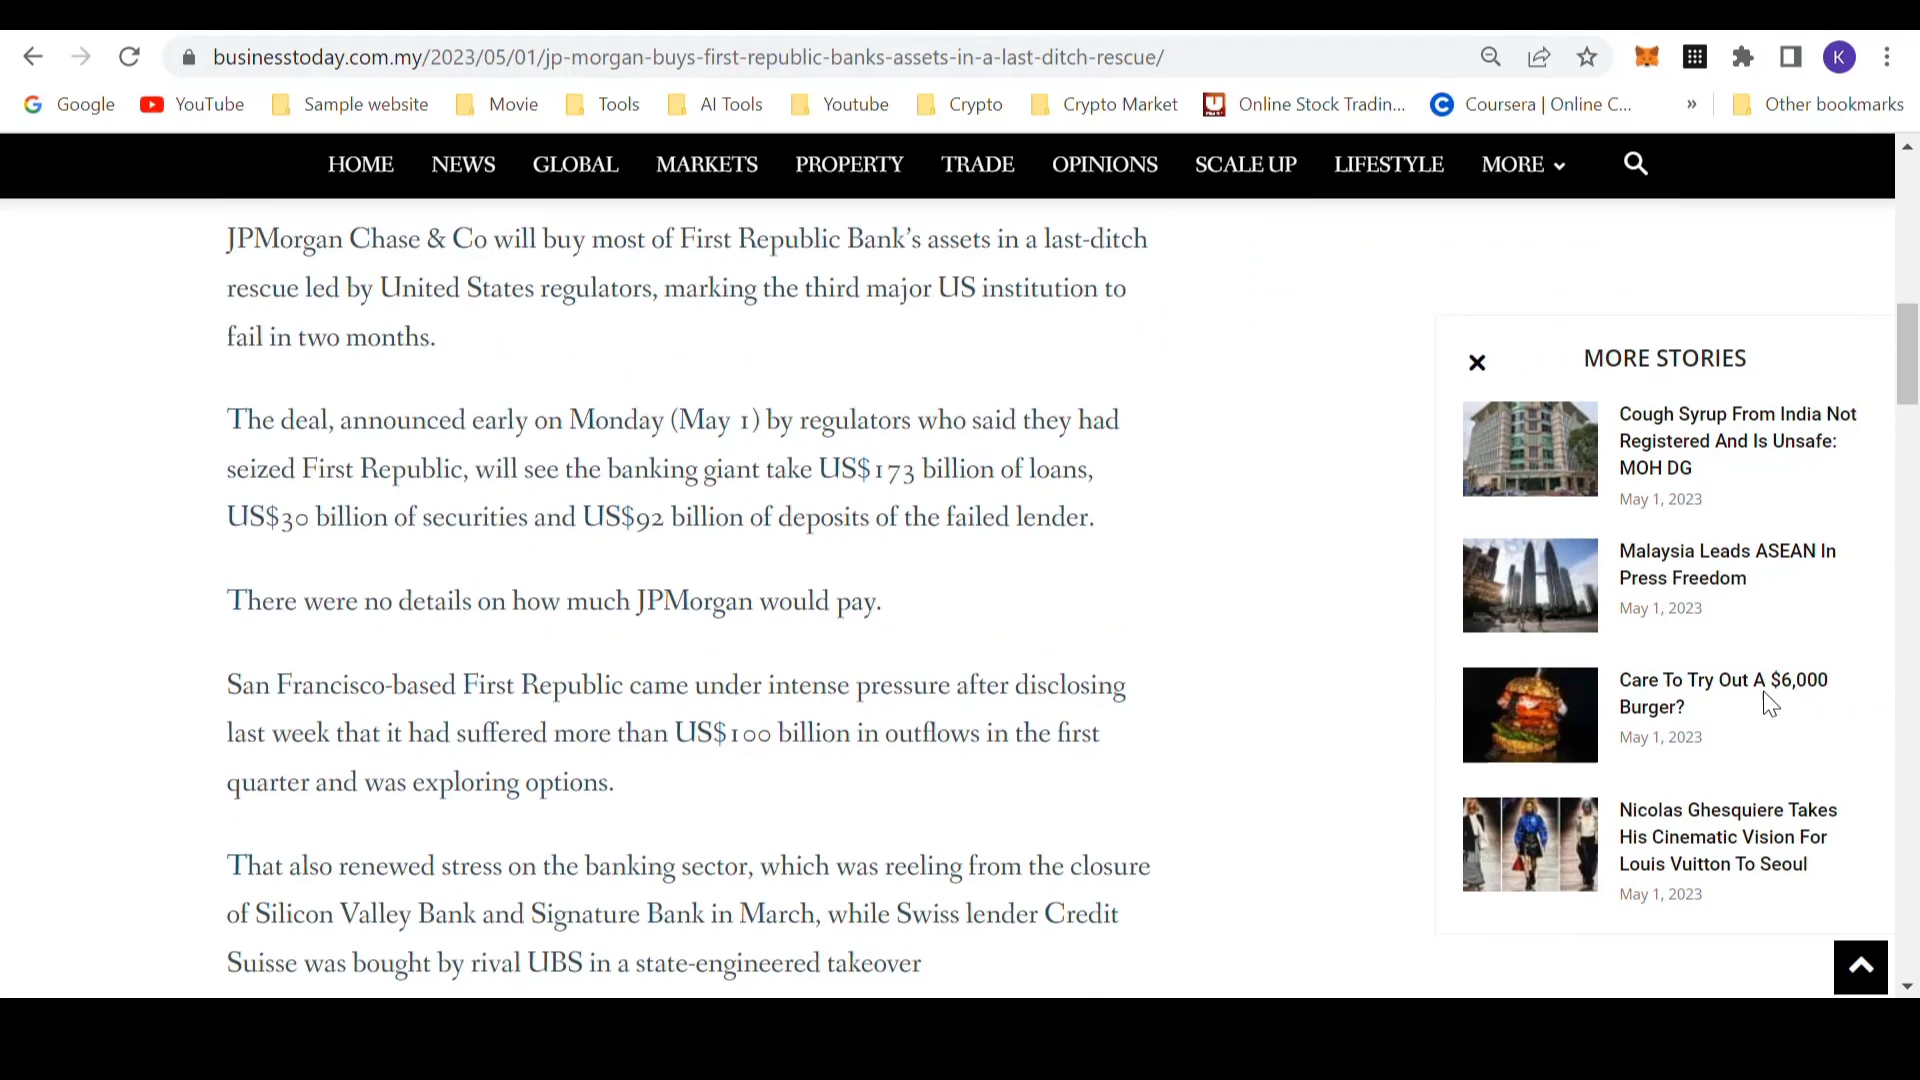 businesstoday.com.my/2023/05/01/jp-morgan-buys-first-republic-banks-assets-in-a-last-ditch-rescue/
K
Google YouTube Sample website Movie Tools AI Tools Youtube Crypto Crypto Market Online Stock Tradin... Coursera | Online C... » Other bookmarks
HOME NEWS GLOBAL MARKETS PROPERTY TRADE OPINIONS SCALE UP LIFESTYLE MORE
JPMorgan Chase & Co will buy most of First Republic Bank’s assets in a last-ditch
rescue led by United States regulators, marking the third major US institution to
fail in two months.
The deal, announced early on Monday (May 1) by regulators who said they had
seized First Republic, will see the banking giant take US$173 billion of loans,
US$30 billion of securities and US$92 billion of deposits of the failed lender.
There were no details on how much JPMorgan would pay.
San Francisco-based First Republic came under intense pressure after disclosing
last week that it had suffered more than US$100 billion in outflows in the first
quarter and was exploring options.
That also renewed stress on the banking sector, which was reeling from the closure
of Silicon Valley Bank and Signature Bank in March, while Swiss lender Credit
Suisse was bought by rival UBS in a state-engineered takeover
MORE STORIES
Cough Syrup From India Not
Registered And Is Unsafe:
MOH DG
May 1, 2023
Malaysia Leads ASEAN In
Press Freedom
May 1, 2023
Care To Try Out A $6,000
Burger?
May 1, 2023
Nicolas Ghesquiere Takes
His Cinematic Vision For
Louis Vuitton To Seoul
May 1, 2023